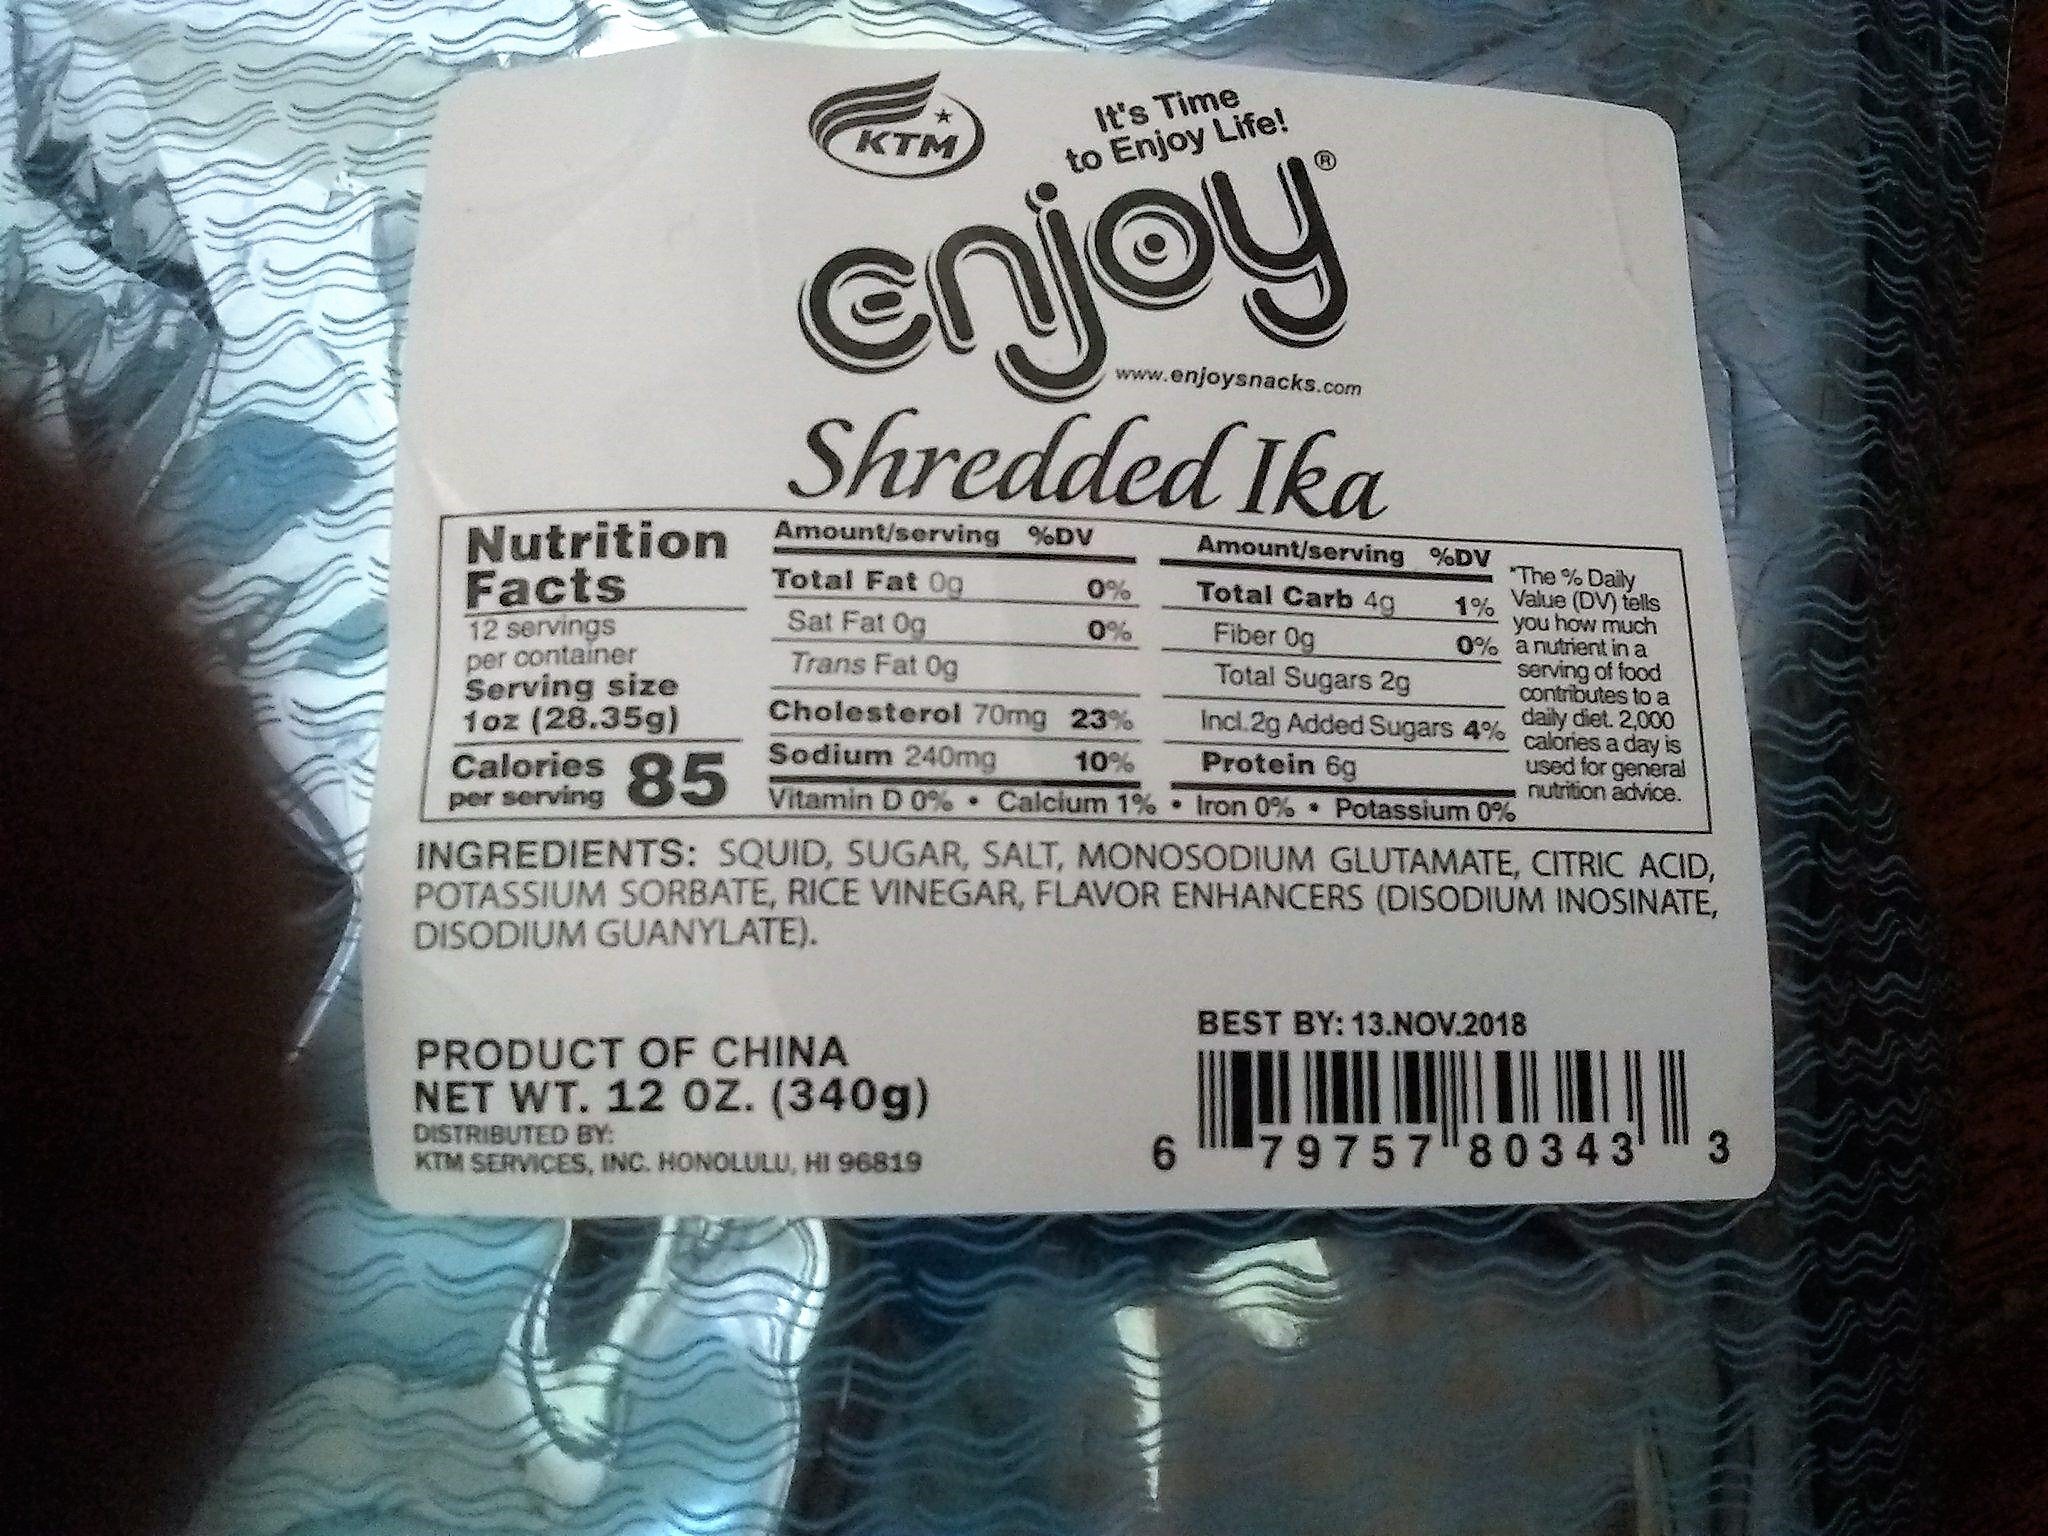 KTM
It's Time
to Enjoy Life!
enjoy®
www.enjoysnacks.com
Shredded Ika
Nutrition
Facts
12 servings
per container
Serving size
1oz (28.35g)
Calories
per serving 85
Amount/serving %DV
Total Fat 0g 0%
Sat Fat 0g 0%
Trans Fat 0g
Cholesterol 70mg 23%
Sodium 240mg 10%
Amount/serving %DV
Total Carb 4g 1%
Fiber 0g 0%
Total Sugars 2g
Incl.2g Added Sugars 4%
Protein 6g
Vitamin D 0% • Calcium 1% • Iron 0% • Potassium 0%
*The % Daily
Value (DV) tells
you how much
a nutrient in a
serving of food
contributes to a
daily diet. 2,000
calories a day is
used for general
nutrition advice.
INGREDIENTS: SQUID, SUGAR, SALT, MONOSODIUM GLUTAMATE, CITRIC ACID,
POTASSIUM SORBATE, RICE VINEGAR, FLAVOR ENHANCERS (DISODIUM INOSINATE,
DISODIUM GUANYLATE).
PRODUCT OF CHINA
NET WT. 12 OZ. (340g)
DISTRIBUTED BY:
KTM SERVICES, INC. HONOLULU, HI 96819
BEST BY: 13.NOV.2018
6 79757 80343 3